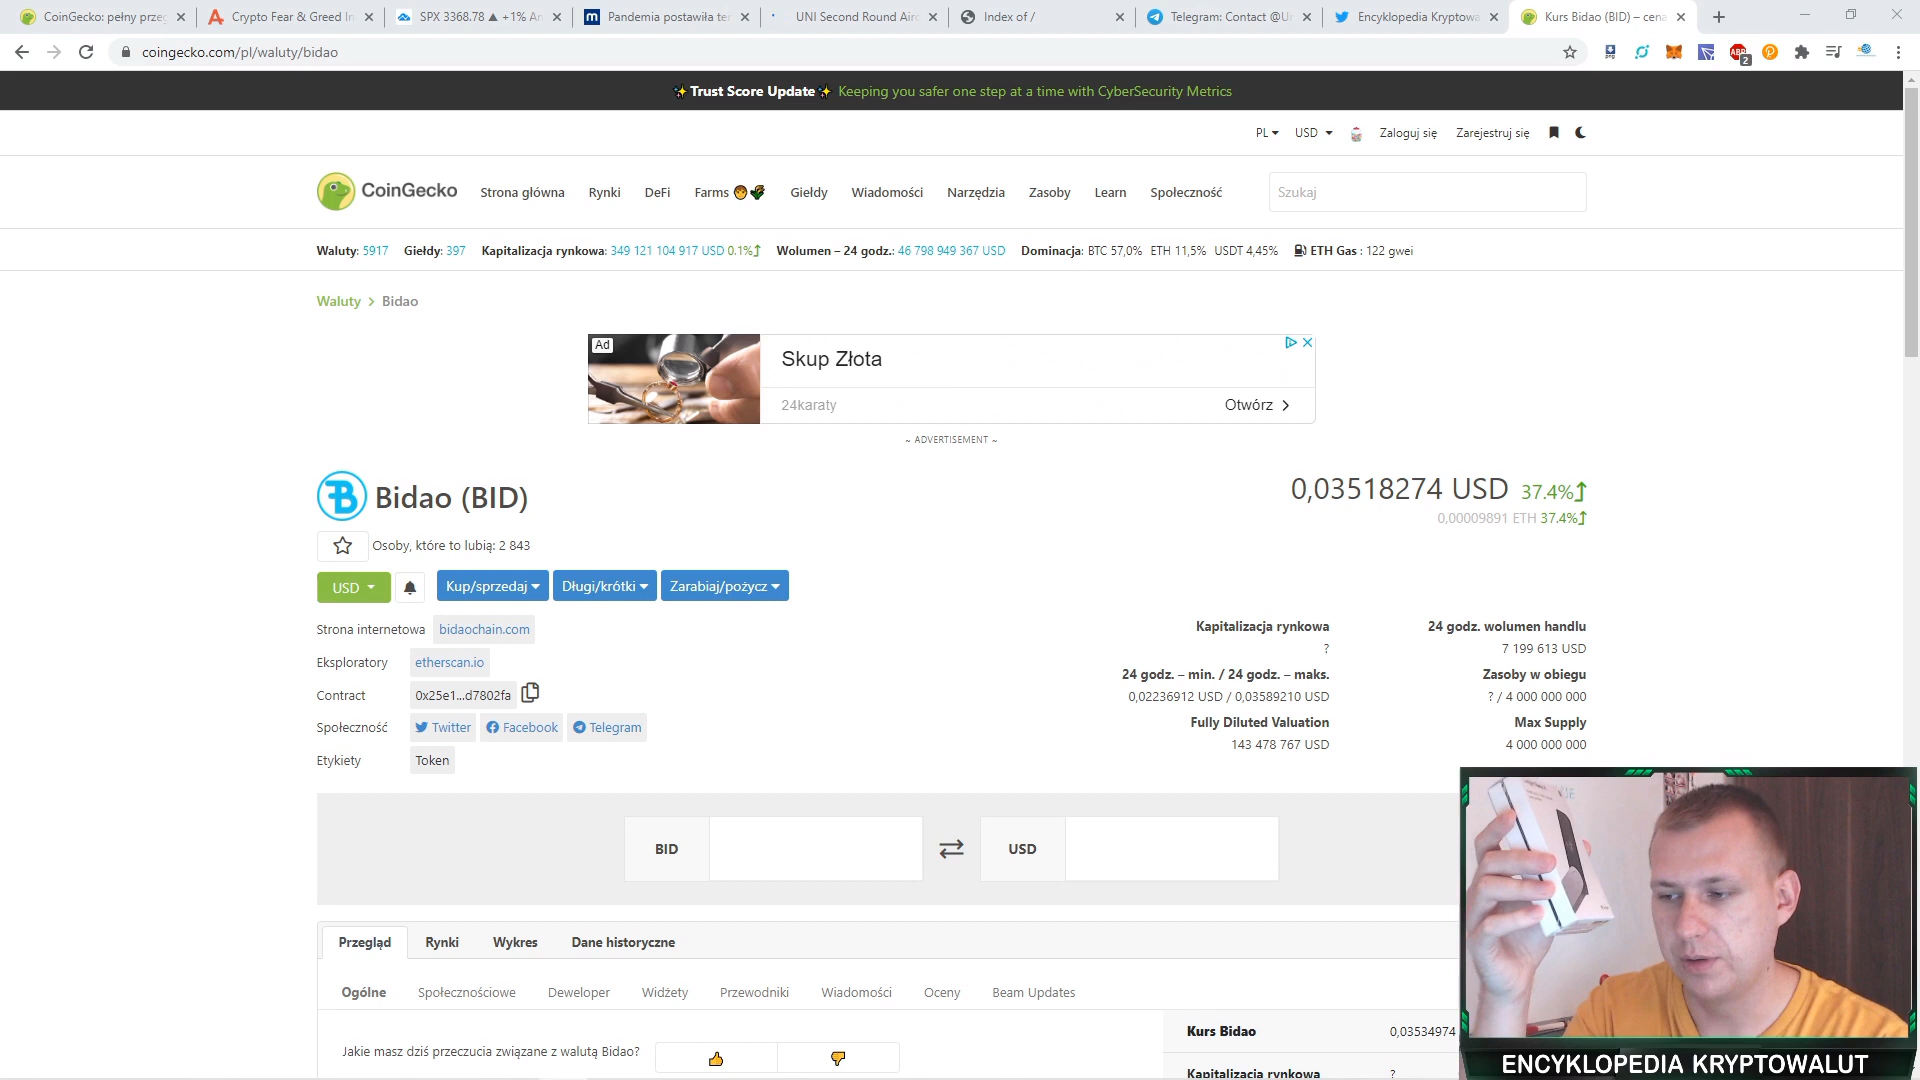 CoinGecko: pełny przeg
Crypto Fear & Greed In
SPX 3368.78 ▲ +1% An
Pandemia postawiła ter
UNI Second Round Airc
Index of /
Telegram: Contact @Un
Encyklopedia Kryptowa
Kurs Bidao (BID) – cena
coingecko.com/pl/waluty/bidao
ABP 2
✨Trust Score Update✨ Keeping you safer one step at a time with CyberSecurity Metrics
PL USD Zaloguj się Zarejestruj się
CoinGecko Strona główna Rynki DeFi Farms Giełdy Wiadomości Narzędzia Zasoby Learn Społeczność Szukaj
Waluty: 5917 Giełdy: 397 Kapitalizacja rynkowa: 349 121 104 917 USD 0.1% Wolumen – 24 godz.: 46 798 949 367 USD Dominacja: BTC 57,0% ETH 11,5% USDT 4,45% ETH Gas : 122 gwei
Waluty > Bidao
Ad
Skup Złota
24karaty Otwórz >
~ ADVERTISEMENT ~
Bidao (BID)
0,03518274 USD 37.4%
0,00009891 ETH 37.4%
Osoby, które to lubią: 2 843
USD Kup/sprzedaj Długi/krótki Zarabiaj/pożycz
Strona internetowa bidaochain.com
Eksploratory etherscan.io
Contract 0x25e1...d7802fa
Społeczność Twitter Facebook Telegram
Etykiety Token
Kapitalizacja rynkowa
?
24 godz. – min. / 24 godz. – maks.
0,02236912 USD / 0,03589210 USD
Fully Diluted Valuation
143 478 767 USD
24 godz. wolumen handlu
7 199 613 USD
Zasoby w obiegu
? / 4 000 000 000
Max Supply
4 000 000 000
BID
USD
Przegląd Rynki Wykres Dane historyczne
Ogólne Społecznościowe Deweloper Widżety Przewodniki Wiadomości Oceny Beam Updates
Jakie masz dziś przeczucia związane z walutą Bidao?
Kurs Bidao 0,03534974
Kapitalizacja rynkowa ?
ENCYKLOPEDIA KRYPTOWALUT